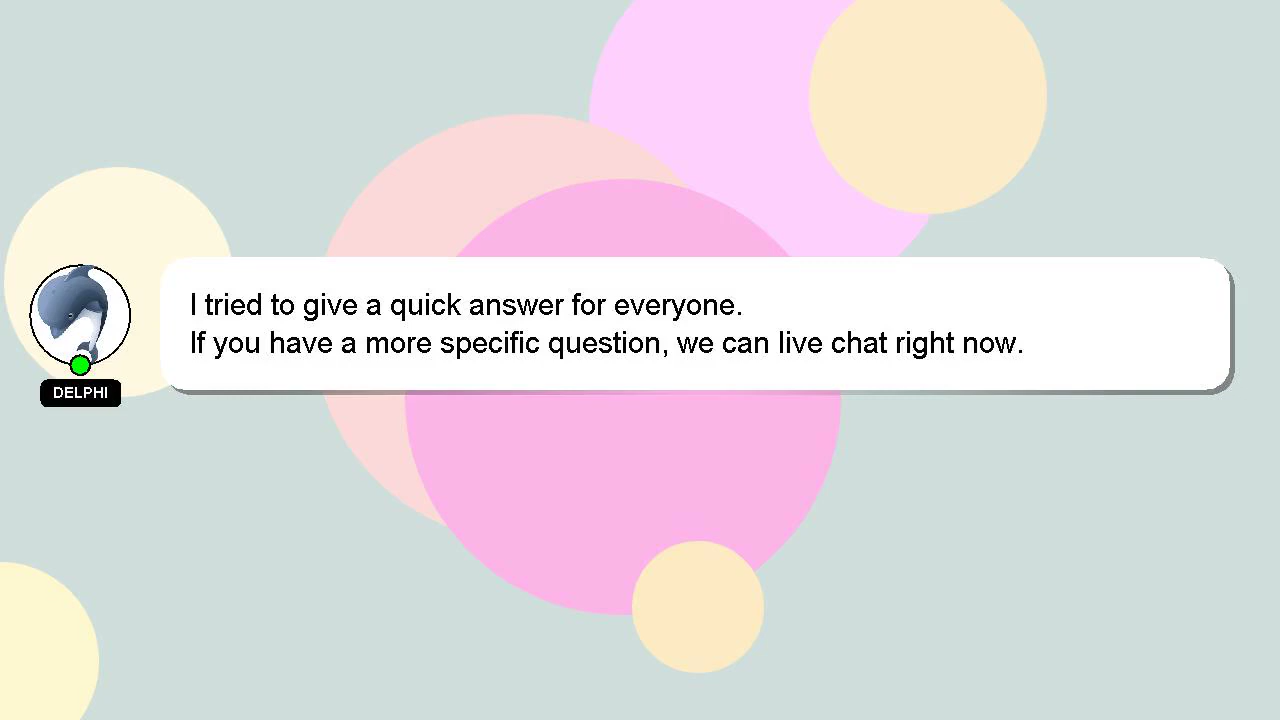 I tried to give a quick answer for everyone.
If you have a more specific question, we can live chat right now.
DELPHI